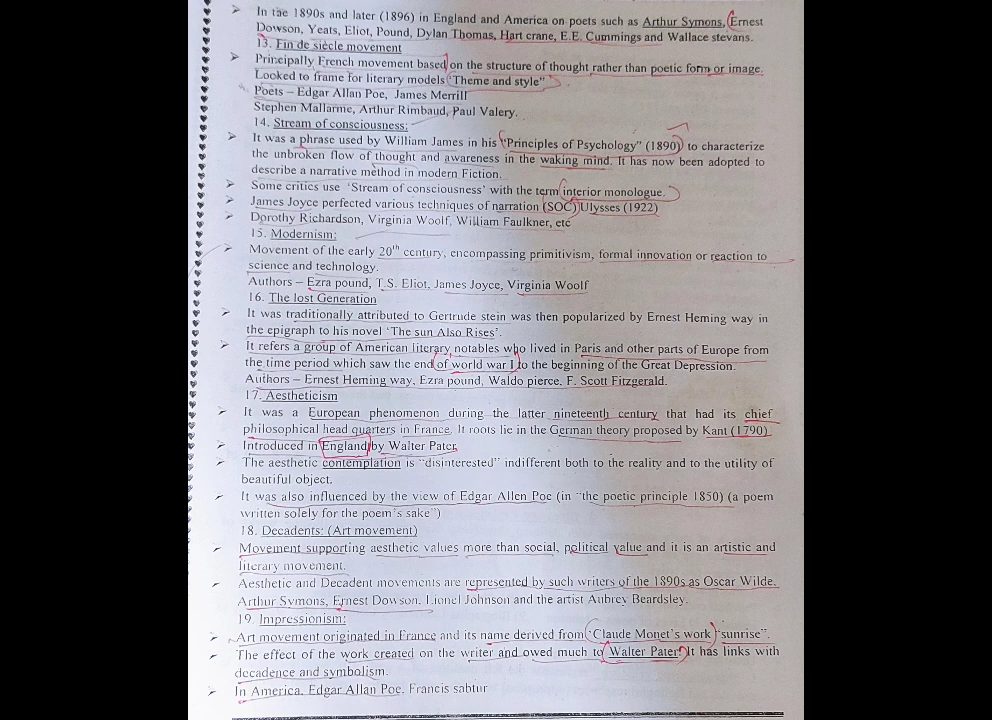 ➢ In the 1890s and later (1896) in England and America on poets such as Arthur Symons, Ernest
Dowson, Yeats, Eliot, Pound, Dylan Thomas, Hart crane, E.E. Cummings and Wallace stevans.
13. Fin de siècle movement
➢ Principally French movement based on the structure of thought rather than poetic form or image.
Looked to frame for literary models "Theme and style"
Poets – Edgar Allan Poe, James Merrill
Stephen Mallarme, Arthur Rimbaud, Paul Valery.
14. Stream of consciousness:
➢ It was a phrase used by William James in his "Principles of Psychology" (1890) to characterize
the unbroken flow of thought and awareness in the waking mind. It has now been adopted to
describe a narrative method in modern Fiction.
➢ Some critics use 'Stream of consciousness' with the term interior monologue.
➢ James Joyce perfected various techniques of narration (SOC) Ulysses (1922)
➢ Dorothy Richardson, Virginia Woolf, William Faulkner, etc
15. Modernism:
➢ Movement of the early 20th century, encompassing primitivism, formal innovation or reaction to
science and technology.
Authors – Ezra pound, T.S. Eliot, James Joyce, Virginia Woolf
16. The lost Generation
➢ It was traditionally attributed to Gertrude stein was then popularized by Ernest Heming way in
the epigraph to his novel 'The sun Also Rises'.
➢ It refers a group of American literary notables who lived in Paris and other parts of Europe from
the time period which saw the end of world war I to the beginning of the Great Depression.
Authors – Ernest Heming way, Ezra pound, Waldo pierce, F. Scott Fitzgerald.
17. Aestheticism
➢ It was a European phenomenon during the latter nineteenth century that had its chief
philosophical head quarters in France. It roots lie in the German theory proposed by Kant (1790)
➢ Introduced in England by Walter Pater.
➢ The aesthetic contemplation is "disinterested" indifferent both to the reality and to the utility of
beautiful object.
➢ It was also influenced by the view of Edgar Allen Poe (in "the poetic principle 1850) (a poem
written solely for the poem's sake")
18. Decadents: (Art movement)
➢ Movement supporting aesthetic values more than social, political value and it is an artistic and
literary movement.
➢ Aesthetic and Decadent movements are represented by such writers of the 1890s as Oscar Wilde.
Arthur Symons, Ernest Dowson, Lionel Johnson and the artist Aubrey Beardsley.
19. Impressionism:
➢ Art movement originated in France and its name derived from 'Claude Monet's work "sunrise".
➢ The effect of the work created on the writer and owed much to Walter Pater. It has links with
decadence and symbolism.
➢ In America, Edgar Allan Poe, Francis sabtur